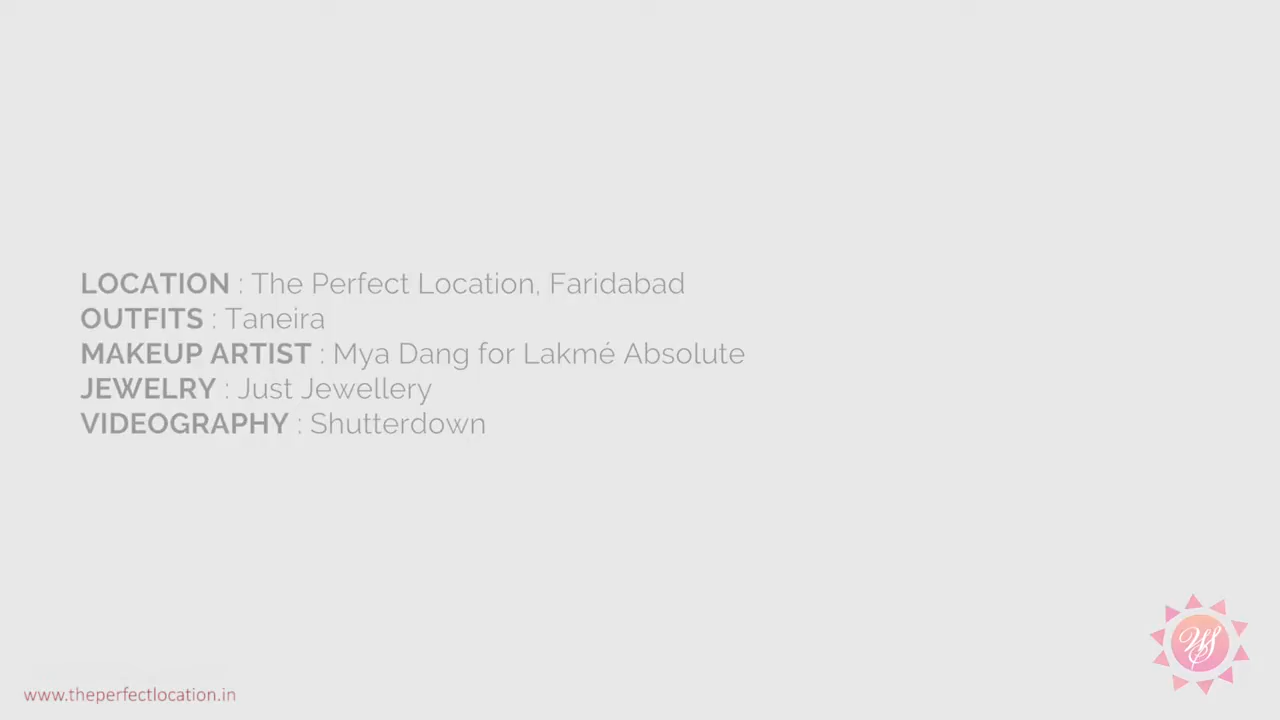 LOCATION : The Perfect Location, Faridabad
OUTFITS : Taneira
MAKEUP ARTIST : Mya Dang for Lakmé Absolute
JEWELRY : Just Jewellery
VIDEOGRAPHY : Shutterdown
WS
www.theperfectlocation.in